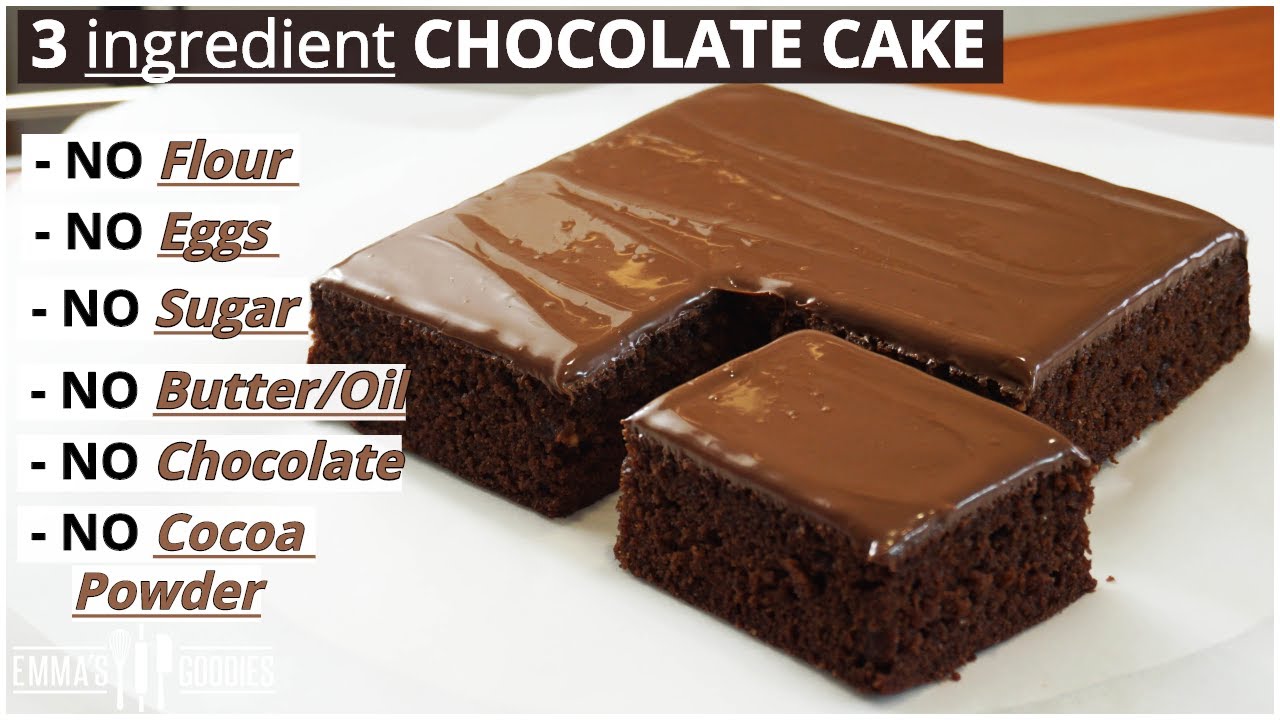 3 ingredient CHOCOLATE CAKE
- NO Flour
- NO Eggs
- NO Sugar
- NO Butter/Oil
- NO Chocolate
- NO Cocoa
Powder
EMMA'S GOODIES